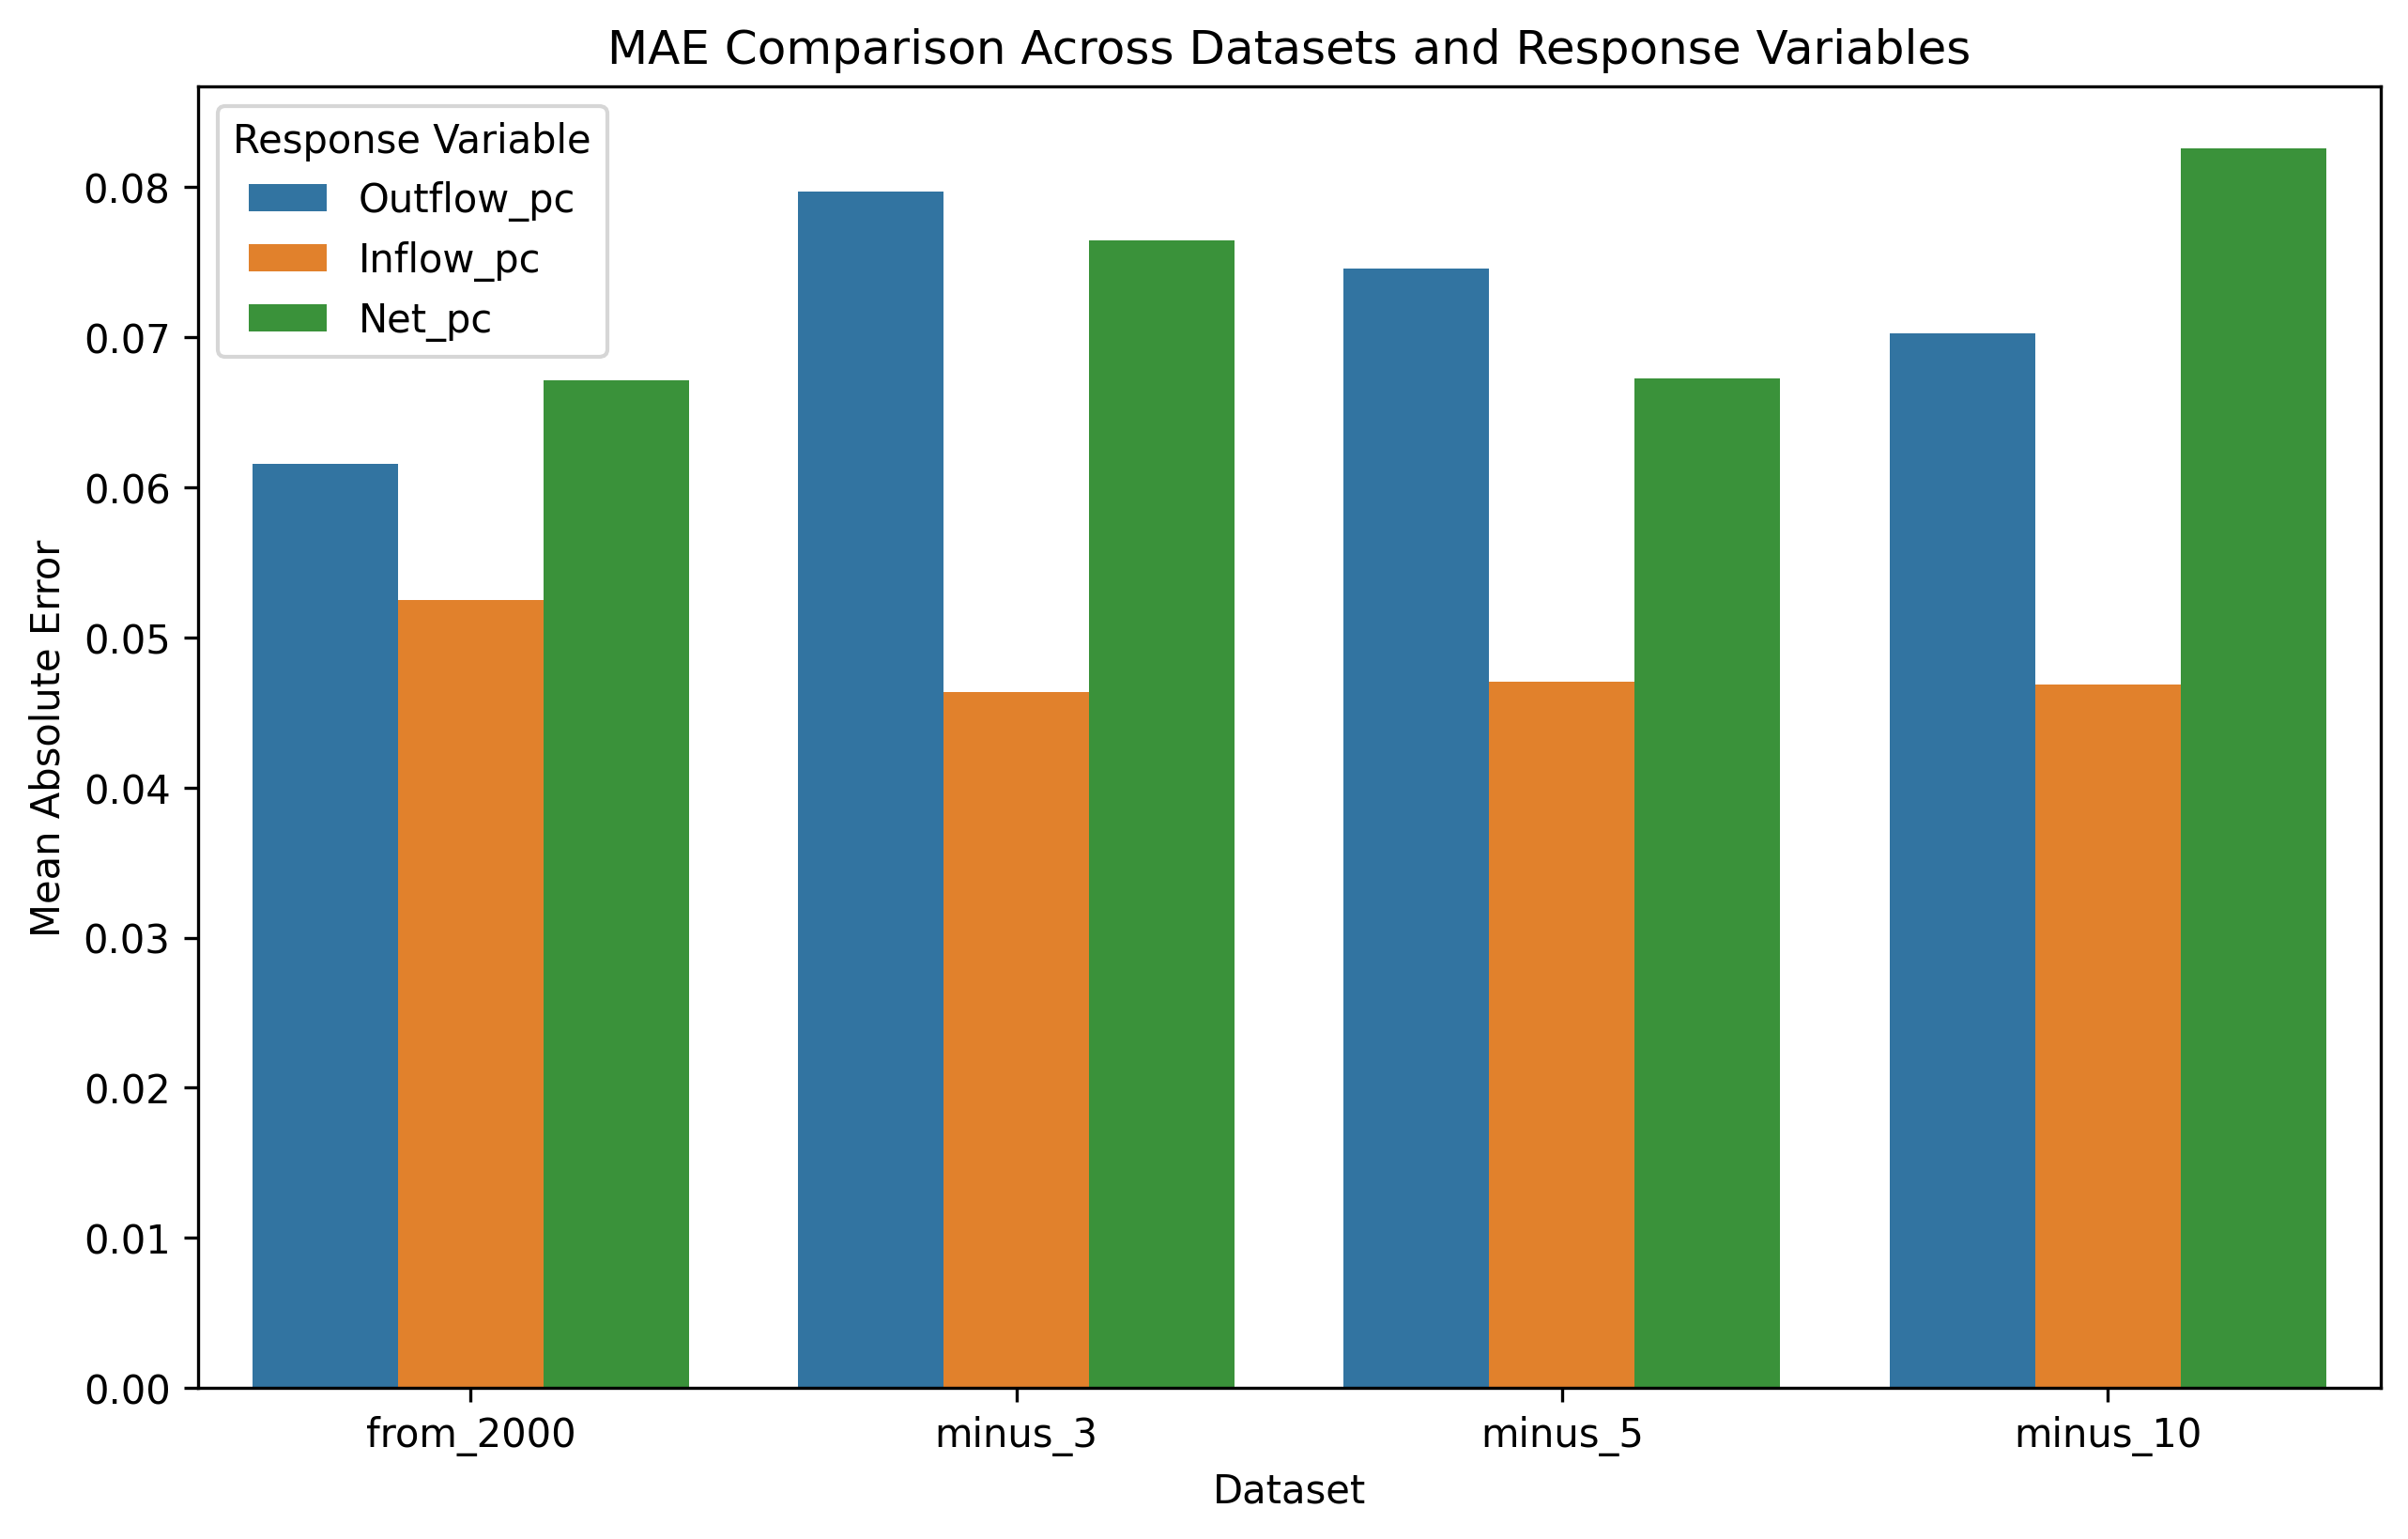 MAE Comparison Across Datasets and Response Variables
Response Variable
Outflow_pc
Inflow_pc
Net_pc
Mean Absolute Error
0.08
0.07
0.06
0.05
0.04
0.03
0.02
0.01
0.00
from_2000 minus_3 minus_5 minus_10
Dataset